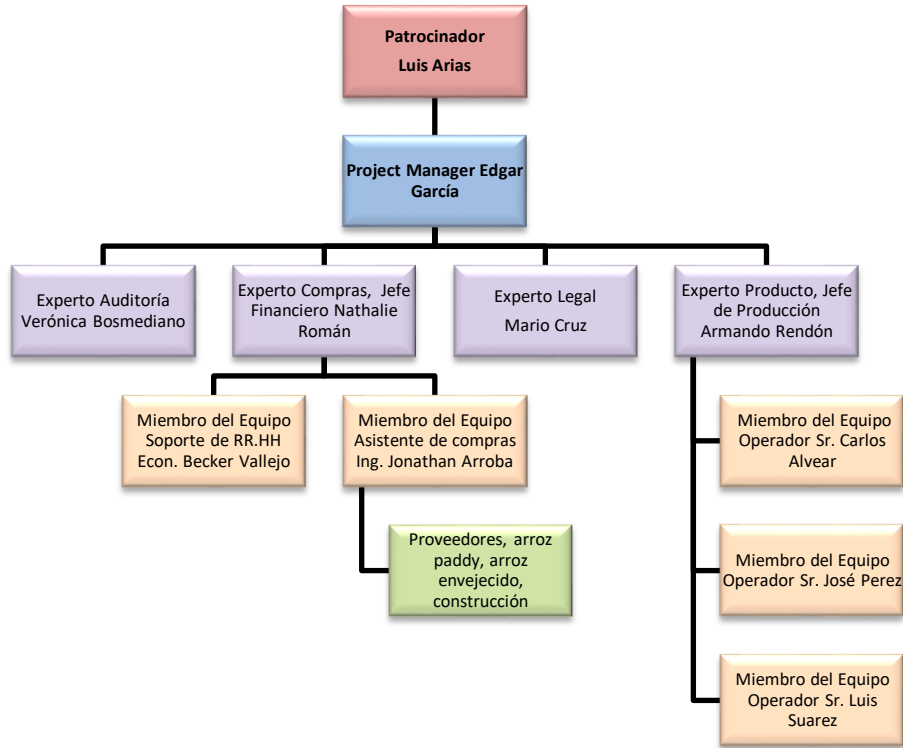 Patrocinador
Luis Arias
Project Manager Edgar
García
Experto Auditoría
Verónica Bosmediano
Experto Compras, Jefe
Financiero Nathalie
Román
Experto Legal
Mario Cruz
Experto Producto, Jefe
de Producción
Armando Rendón
Miembro del Equipo
Soporte de RR.HH
Econ. Becker Vallejo
Miembro del Equipo
Asistente de compras
Ing. Jonathan Arroba
Proveedores, arroz
paddy, arroz
envejecido,
construcción
Miembro del Equipo
Operador Sr. Carlos
Alvear
Miembro del Equipo
Operador Sr. José Perez
Miembro del Equipo
Operador Sr. Luis
Suarez